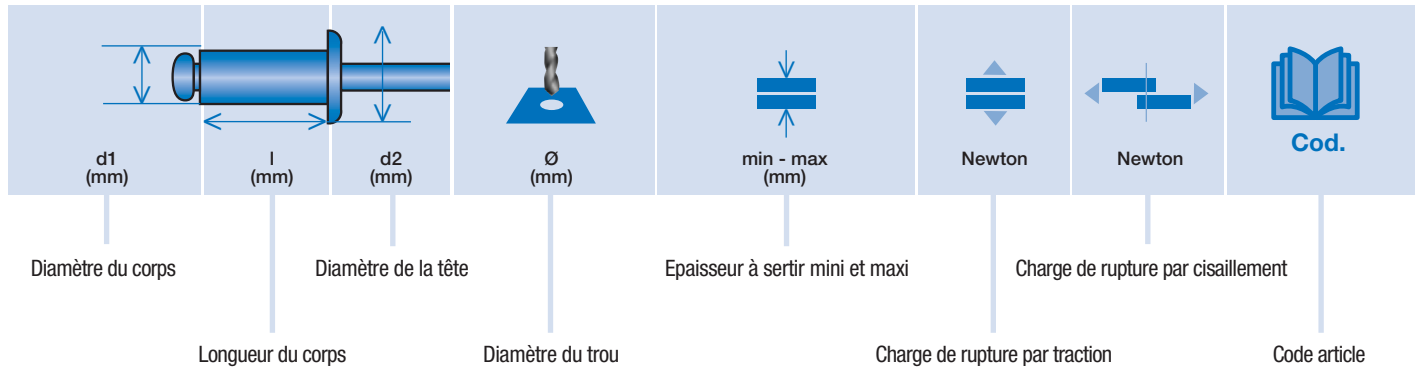 d1
(mm)
l
(mm)
d2
(mm)
Ø
(mm)
min - max
(mm)
Newton
Newton
Cod.
Diamètre du corps
Diamètre de la tête
Epaisseur à sertir mini et maxi
Charge de rupture par cisaillement
Longueur du corps
Diamètre du trou
Charge de rupture par traction
Code article